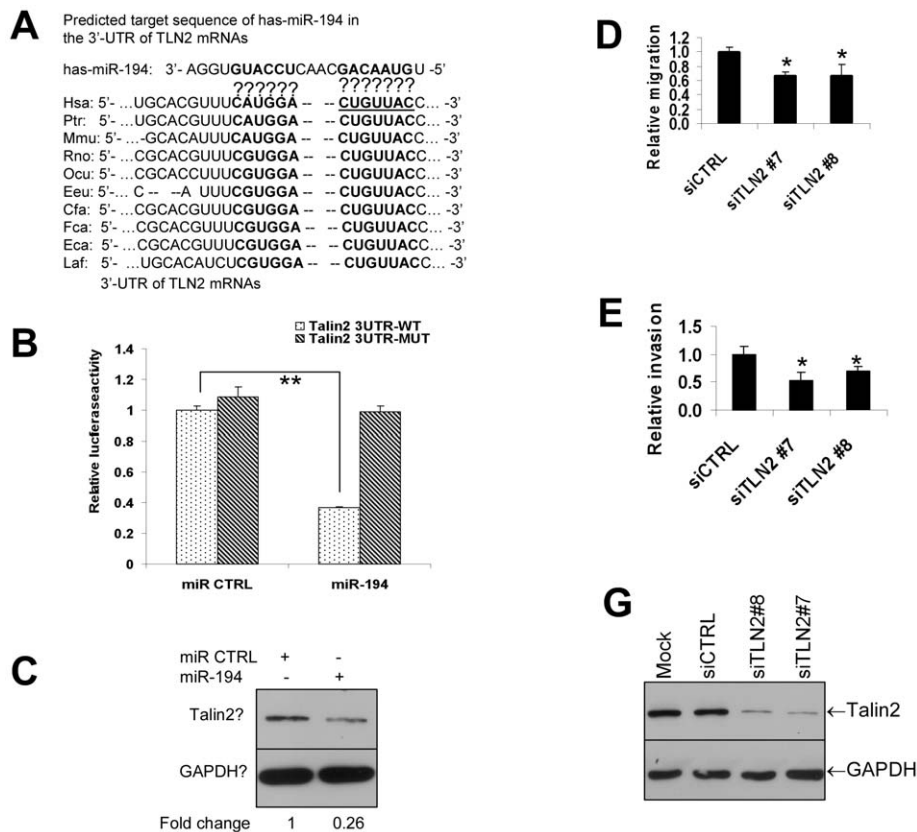 A
Predicted target sequence of has-miR-194 in
the 3'-UTR of TLN2 mRNAs
has-miR-194: 3'- AGGUGUACCUCAACGACAAUGU -5'
?????? ???????
Hsa: 5'- ...UGCACGUUUCAUGGA -- -- CUGUUACC... -3'
Ptr: 5'- ...UGCACGUUUCAUGGA -- -- CUGUUACC... -3'
Mmu: 5'- ...-GCACAUUUCAUGGA -- -- CUGUUACC... -3'
Rno: 5'- ...CGCACGUUUCGUGGA -- -- CUGUUACC... -3'
Ocu: 5'- ...CGCACGUUUCGUGGA -- -- CUGUUACC... -3'
Eeu: 5'- ... C -- --A UUUCGUGGA -- -- CUGUUACC... -3'
Cfa: 5'- ...CGCACGUUUCGUGGA -- -- CUGUUACC... -3'
Fca: 5'- ...CGCACGUUUCGUGGA -- -- CUGUUACC... -3'
Eca: 5'- ...CGCACGUUUCGUGGA -- -- CUGUUACC... -3'
Laf: 5'- ...UGCACAUCUCGUGGA -- -- CUGUUACC... -3'
3'-UTR of TLN2 mRNAs
B
Talin2 3UTR-WT
Talin2 3UTR-MUT
Relative luciferaseactivity
1.4
1.2
1
0.8
0.6
0.4
0.2
0
**
miR CTRL
miR-194
C
miR CTRL + -
miR-194 - +
Talin2?
GAPDH?
Fold change 1 0.26
D
Relative migration
1.2
1.0
0.8
0.6
0.4
0.2
0.0
*
*
siCTRL
siTLN2 #7
siTLN2 #8
E
Relative invasion
1.5
1.0
0.5
0.0
*
*
siCTRL
siTLN2 #7
siTLN2 #8
G
Mock
siCTRL
siTLN2#8
siTLN2#7
←Talin2
←GAPDH